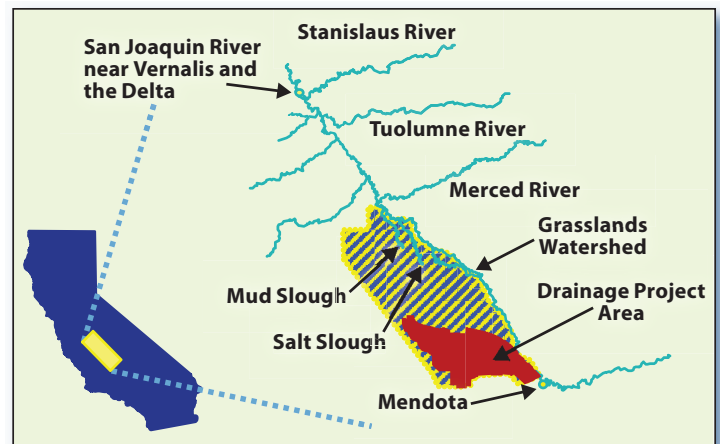 Stanislaus River
San Joaquin River
near Vernalis and
the Delta
Tuolumne River
Merced River
Grasslands
Watershed
Mud Slough
Drainage Project
Area
Salt Slough
Mendota